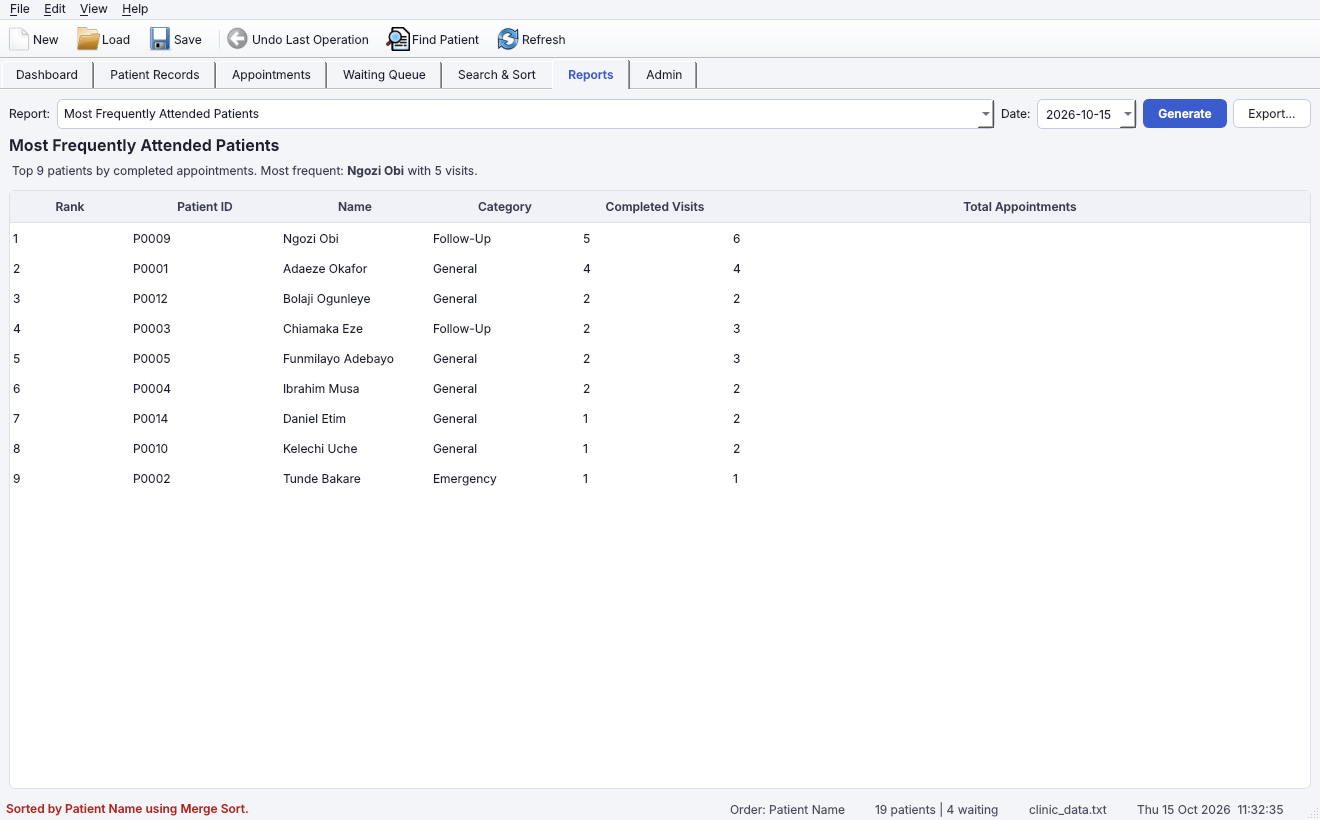 File Edit View Help
New Load Save Undo Last Operation Find Patient Refresh
Dashboard Patient Records Appointments Waiting Queue Search & Sort Reports Admin
Report: Most Frequently Attended Patients Date: 2026-10-15 Generate Export...
Most Frequently Attended Patients
Top 9 patients by completed appointments. Most frequent: Ngozi Obi with 5 visits.
Rank Patient ID Name Category Completed Visits Total Appointments
1 P0009 Ngozi Obi Follow-Up 5 6
2 P0001 Adaeze Okafor General 4 4
3 P0012 Bolaji Ogunleye General 2 2
4 P0003 Chiamaka Eze Follow-Up 2 3
5 P0005 Funmilayo Adebayo General 2 3
6 P0004 Ibrahim Musa General 2 2
7 P0014 Daniel Etim General 1 2
8 P0010 Kelechi Uche General 1 2
9 P0002 Tunde Bakare Emergency 1 1
Sorted by Patient Name using Merge Sort. Order: Patient Name 19 patients | 4 waiting clinic_data.txt Thu 15 Oct 2026 11:32:35